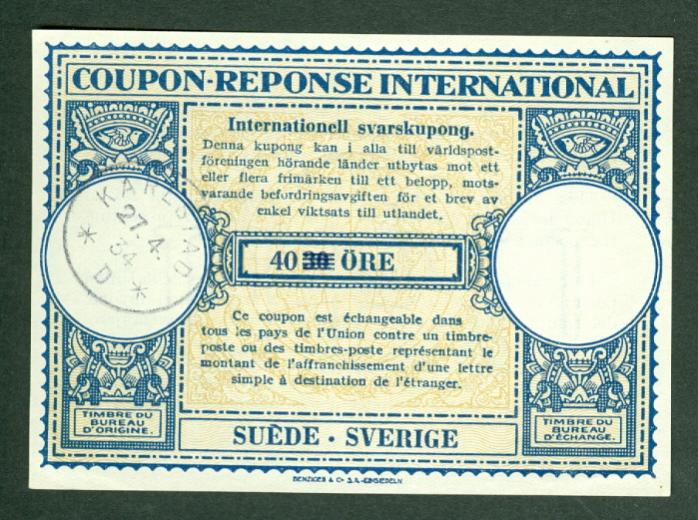 COUPON-REPONSE INTERNATIONAL
Internationell svarskupong.
Denna kupong kan i alla till världspost-
föreningen hörande länder utbytas mot ett
eller flera frimärken till ett belopp, mots-
varande befordringsavgiften för et brev av
enkel viktsats till utlandet.
KARLSTAD
27.4.
34
* D *
40 30 ÖRE
Ce coupon est échangeable dans
tous les pays de l'Union contre un timbre-
poste ou des timbres-poste représentant le
montant de l'affranchissement d'une lettre
simple à destination de l'étranger.
TIMBRE DU
BUREAU
D'ORIGINE.
TIMBRE DU
BUREAU
D'ÉCHANGE.
SUÈDE · SVERIGE
BENZIGER & Co S.A.-EINSIEDELN